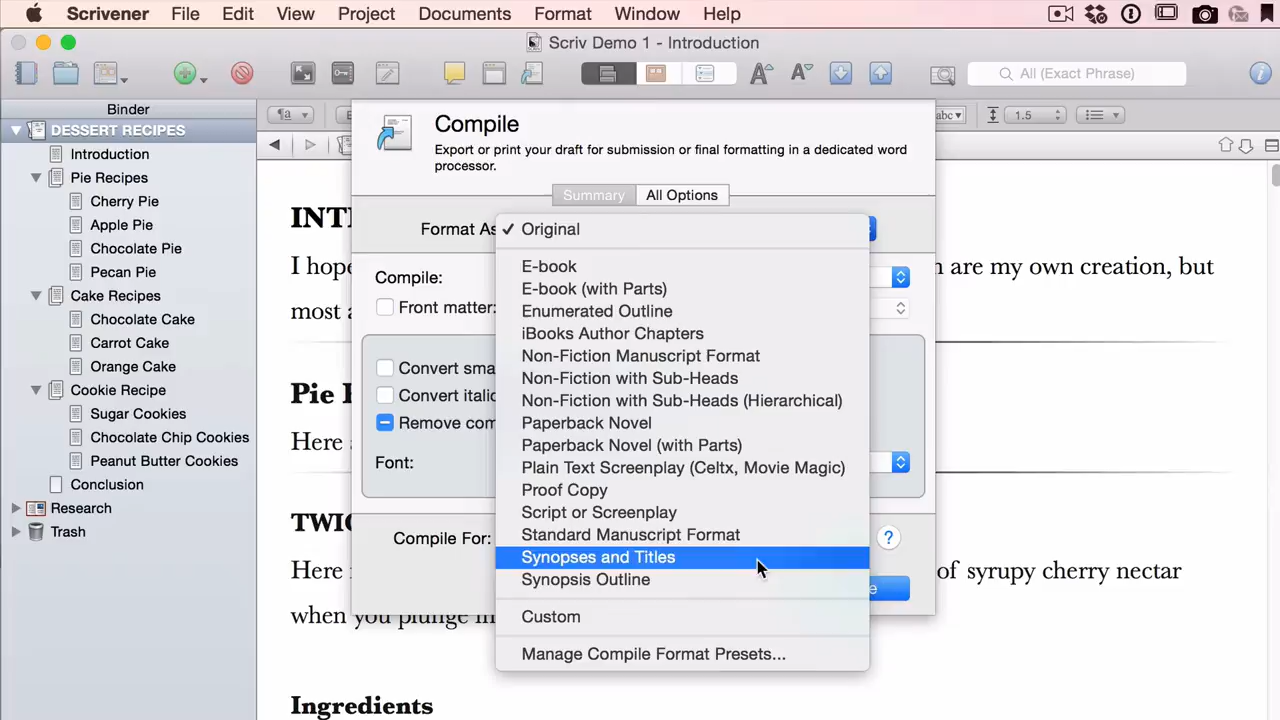 Scrivener File Edit View Project Documents Format Window Help
Scriv Demo 1 - Introduction
All (Exact Phrase)
Binder
DESSERT RECIPES
Introduction
Pie Recipes
Cherry Pie
Apple Pie
Chocolate Pie
Pecan Pie
Cake Recipes
Chocolate Cake
Carrot Cake
Orange Cake
Cookie Recipe
Sugar Cookies
Chocolate Chip Cookies
Peanut Butter Cookies
Conclusion
Research
Trash
¶a
abc
1.5
Compile
Export or print your draft for submission or final formatting in a dedicated word
processor.
Summary All Options
Format As
✓ Original
E-book
E-book (with Parts)
Enumerated Outline
iBooks Author Chapters
Non-Fiction Manuscript Format
Non-Fiction with Sub-Heads
Non-Fiction with Sub-Heads (Hierarchical)
Paperback Novel
Paperback Novel (with Parts)
Plain Text Screenplay (Celtx, Movie Magic)
Proof Copy
Script or Screenplay
Standard Manuscript Format
Synopses and Titles
Synopsis Outline
Custom
Manage Compile Format Presets...
Compile:
Front matter:
Convert sma
Convert italic
Remove com
Font:
Compile For:
?
e
INT
I hope n are my own creation, but
most a
Pie
Here
TWIC
Here of syrupy cherry nectar
when you plunge
Ingredients